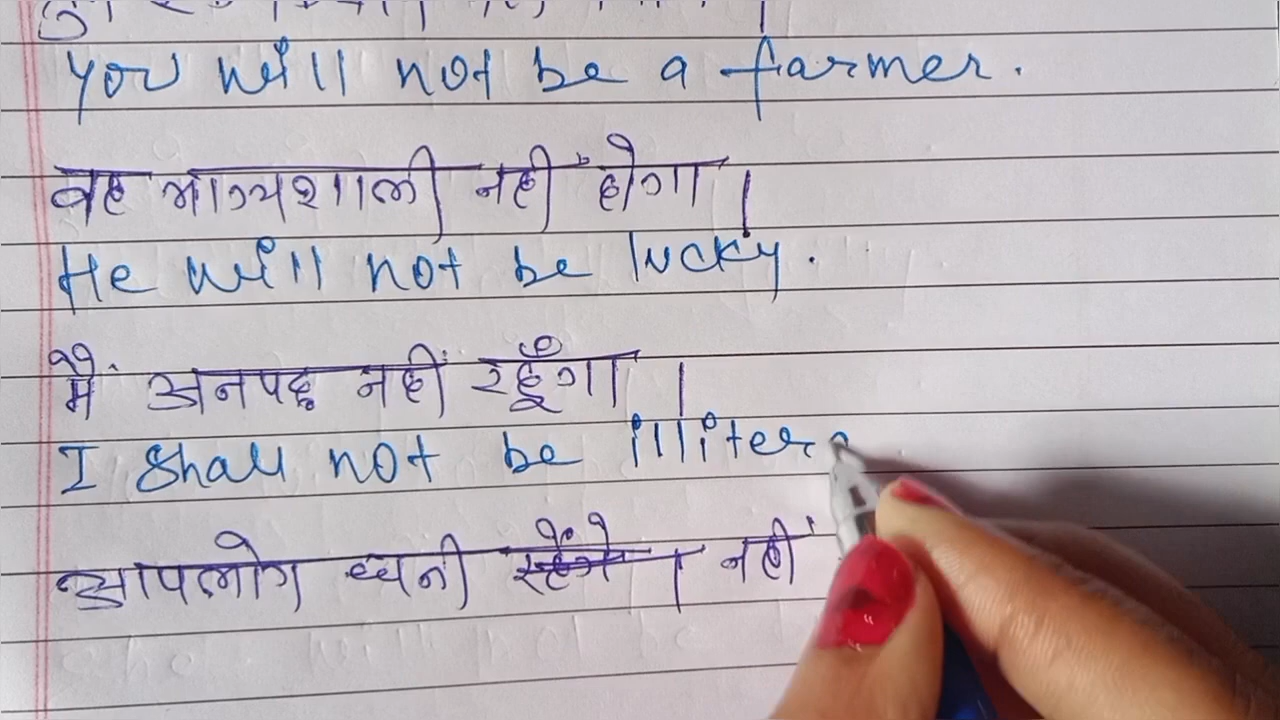 You will not be a farmer.
वह भाग्यशाली नहीं होगा।
He will not be lucky.
मैं अनपढ़ नहीं रहूँगा।
I shall not be illitera
आपलोग धनी रहेंगे। नहीं